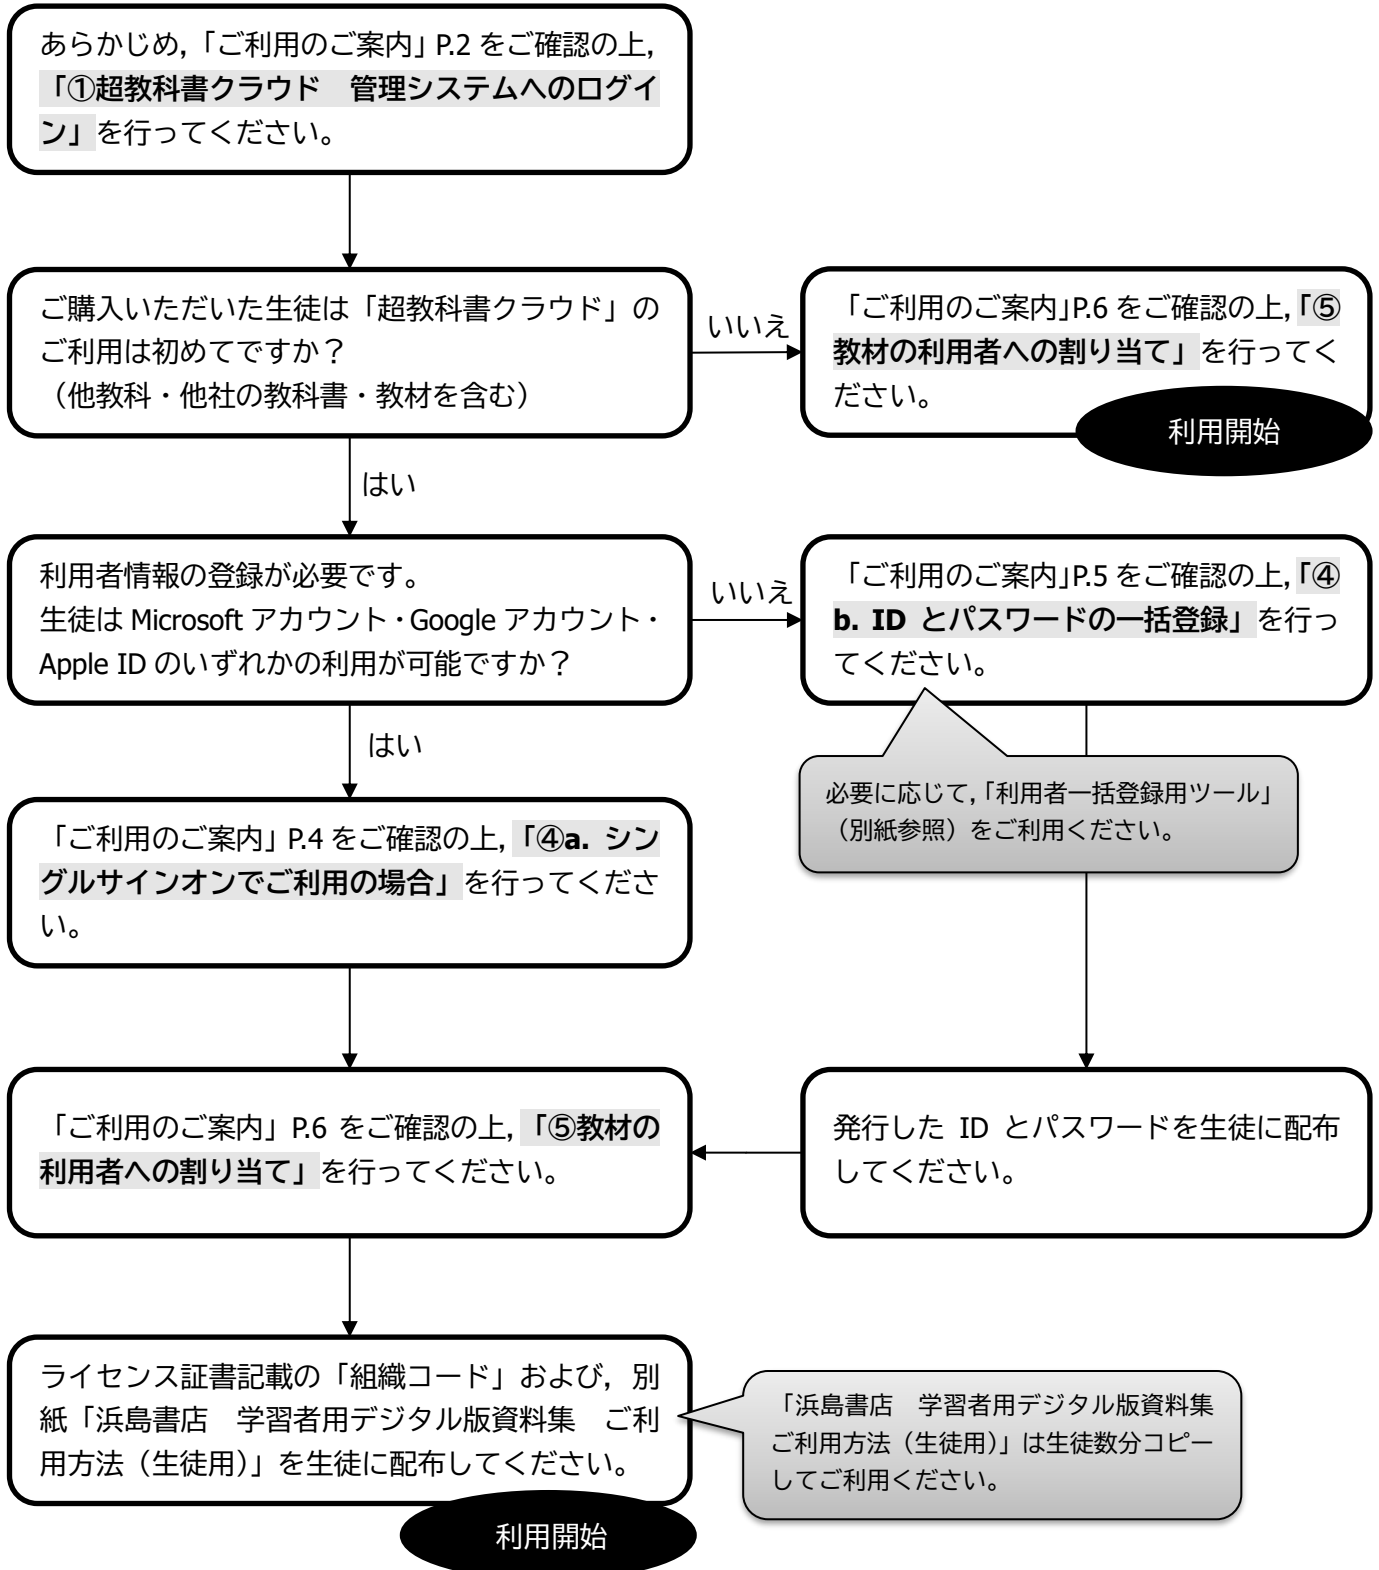 あらかじめ,「ご利用のご案内」P.2 をご確認の上,
「①超教科書クラウド　管理システムへのログイ
ン」を行ってください。
ご購入いただいた生徒は「超教科書クラウド」の
ご利用は初めてですか？
（他教科・他社の教科書・教材を含む）
いいえ
「ご利用のご案内」P.6 をご確認の上,「⑤
教材の利用者への割り当て」を行ってく
ださい。
利用開始
はい
利用者情報の登録が必要です。
生徒は Microsoft アカウント・Google アカウント・
Apple ID のいずれかの利用が可能ですか？
いいえ
「ご利用のご案内」P.5 をご確認の上,「④
b. ID とパスワードの一括登録」を行っ
てください。
はい
必要に応じて,「利用者一括登録用ツール」
（別紙参照）をご利用ください。
「ご利用のご案内」P.4 をご確認の上,「④a. シン
グルサインオンでご利用の場合」を行ってくださ
い。
「ご利用のご案内」P.6 をご確認の上,「⑤教材の
利用者への割り当て」を行ってください。
発行した ID とパスワードを生徒に配布
してください。
ライセンス証書記載の「組織コード」および，別
紙「浜島書店　学習者用デジタル版資料集　ご利
用方法（生徒用）」を生徒に配布してください。
「浜島書店　学習者用デジタル版資料集
ご利用方法（生徒用）」は生徒数分コピー
してご利用ください。
利用開始